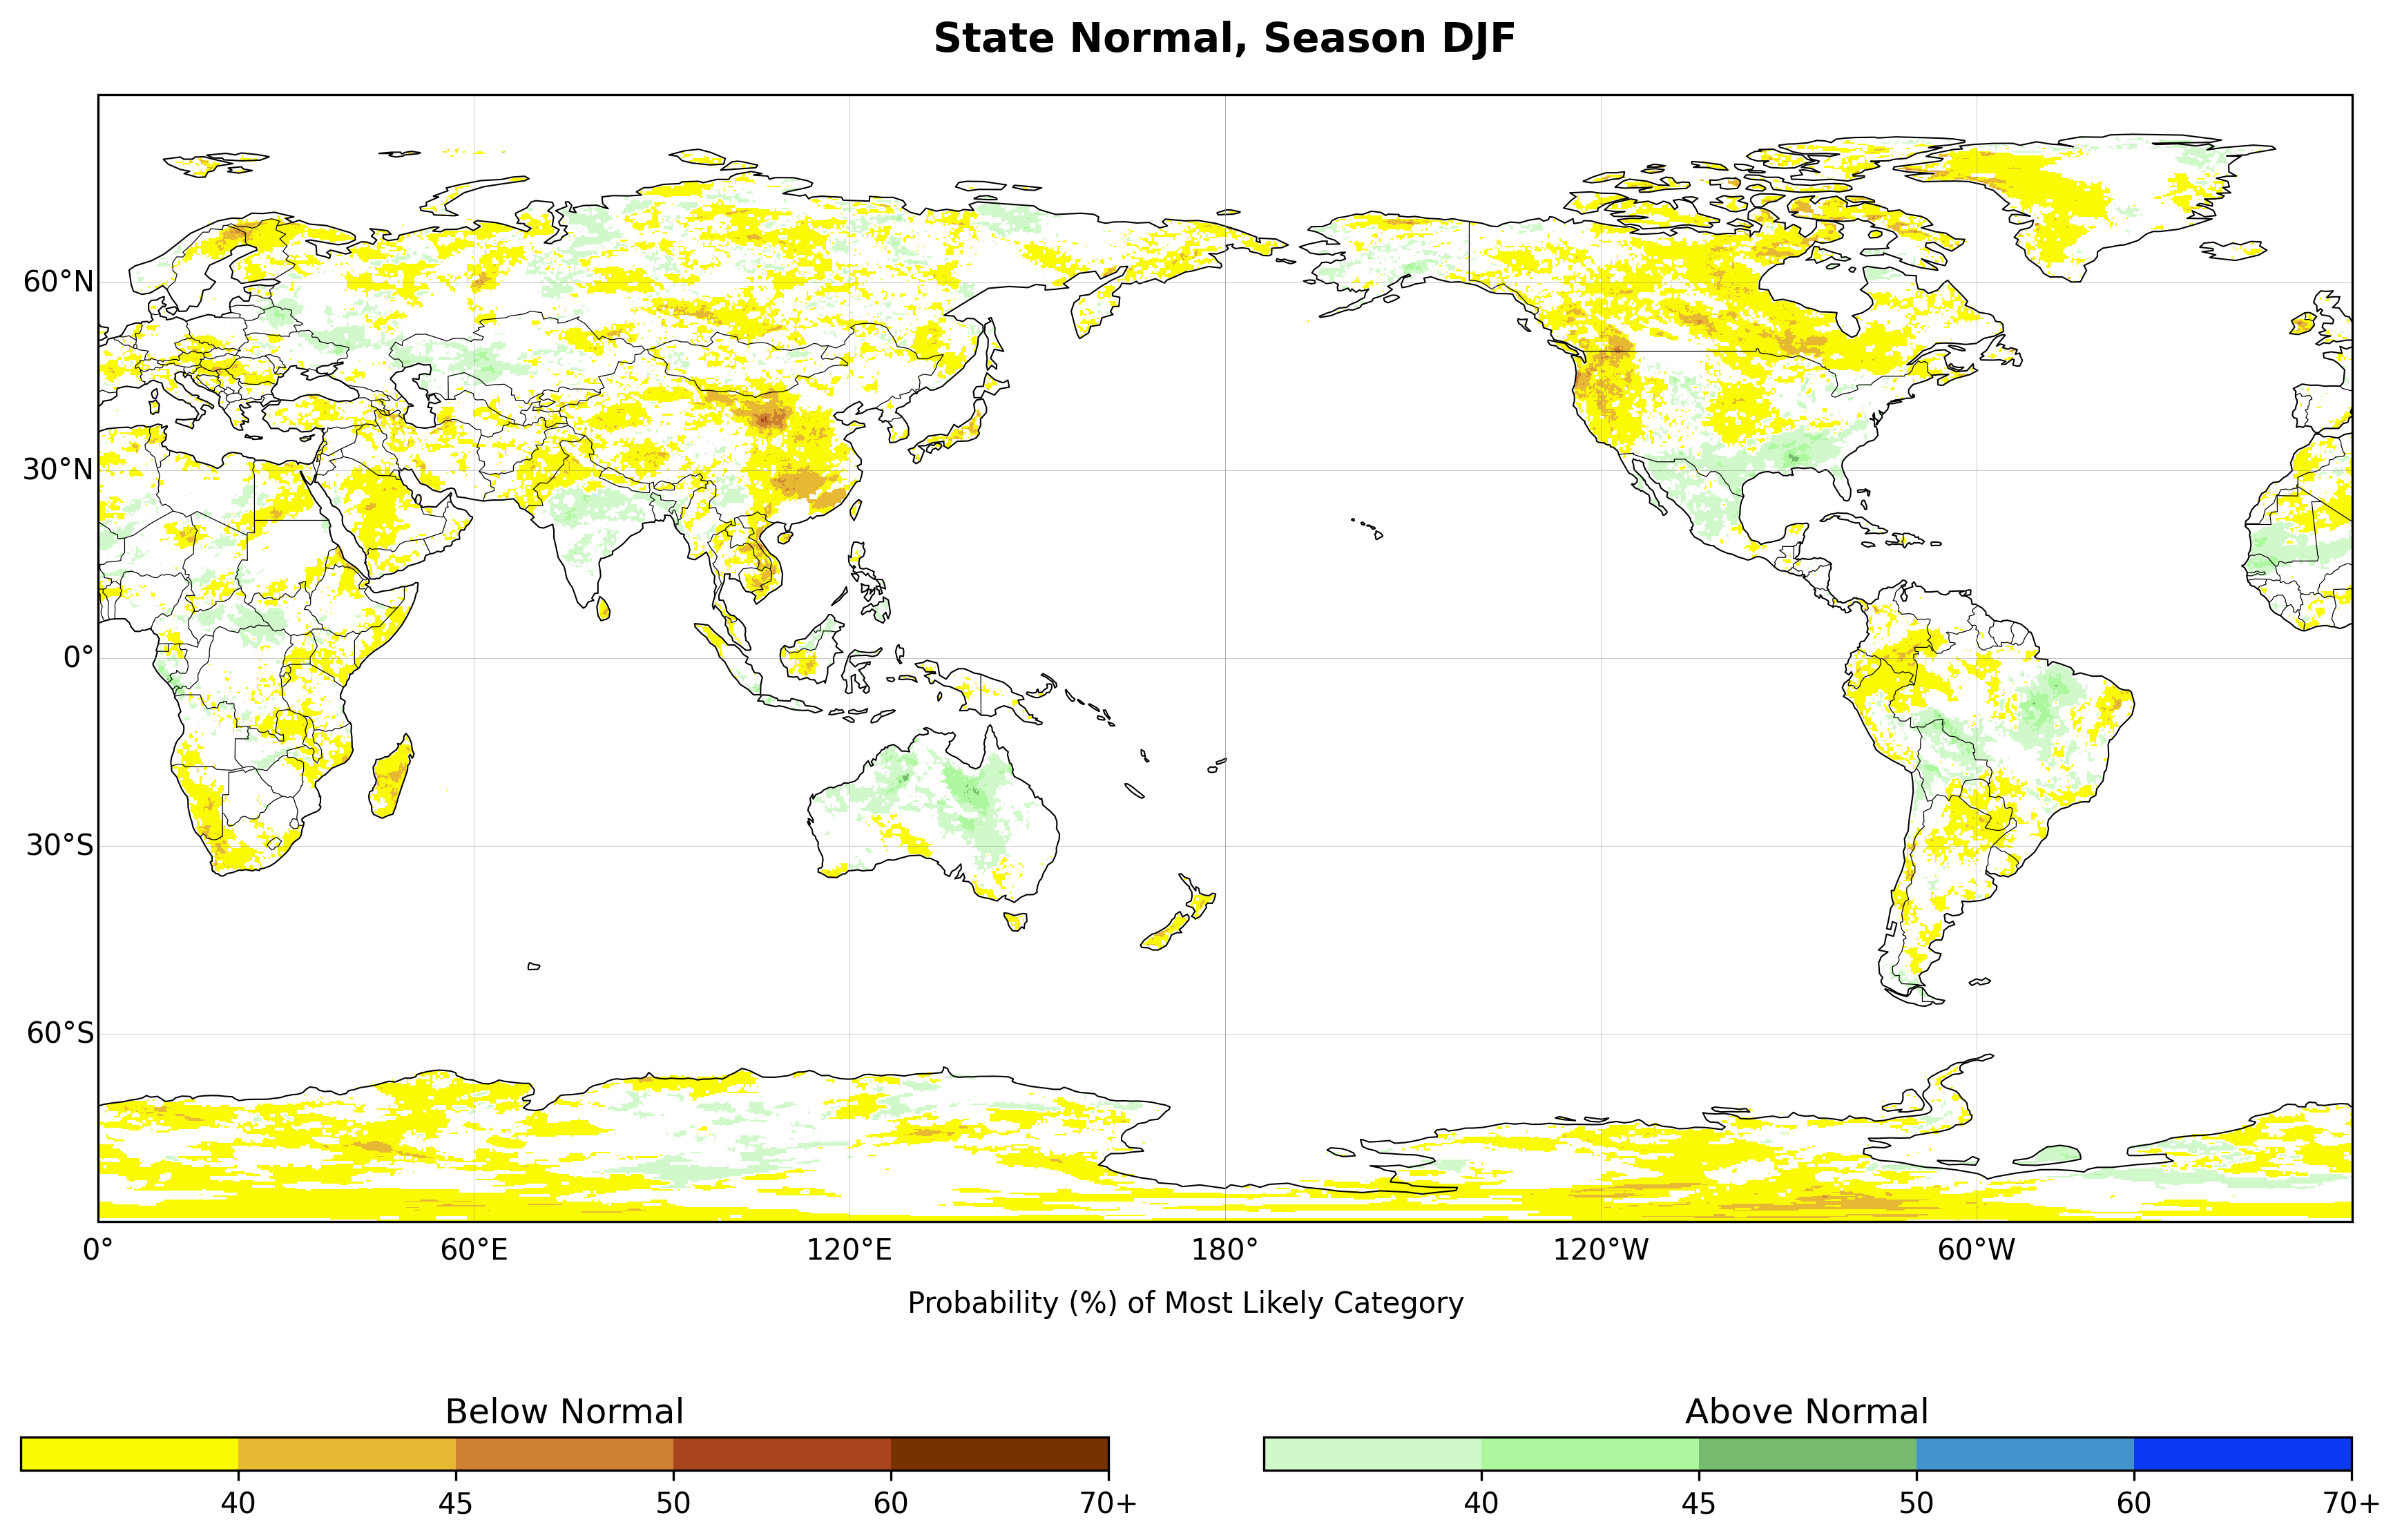 State Normal, Season DJF
60°N
30°N
0°
30°S
60°S
0° 60°E 120°E 180° 120°W 60°W
Probability (%) of Most Likely Category
Below Normal Above Normal
40 45 50 60 70+ 40 45 50 60 70+